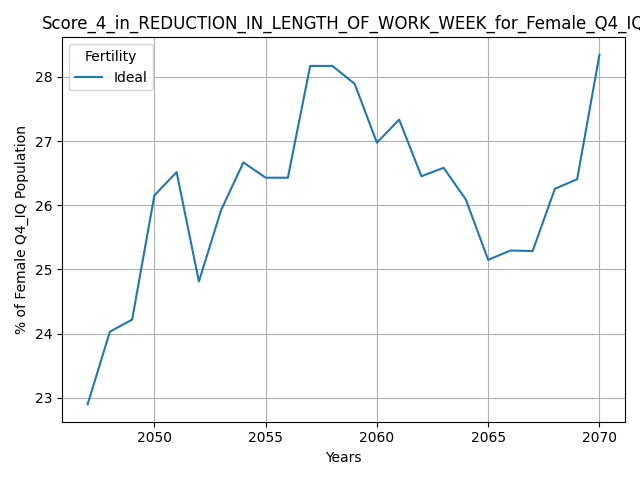 Score_4_in_REDUCTION_IN_LENGTH_OF_WORK_WEEK_for_Female_Q4_IQ
Fertility
Ideal
28
27
26
25
24
23
% of Female Q4_IQ Population
2050 2055 2060 2065 2070
Years